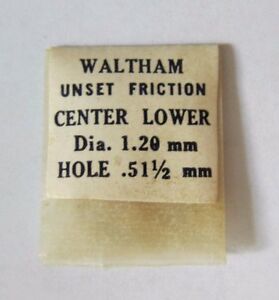 WALTHAM
UNSET FRICTION
CENTER LOWER
Dia. 1.20 mm
HOLE .51½ mm